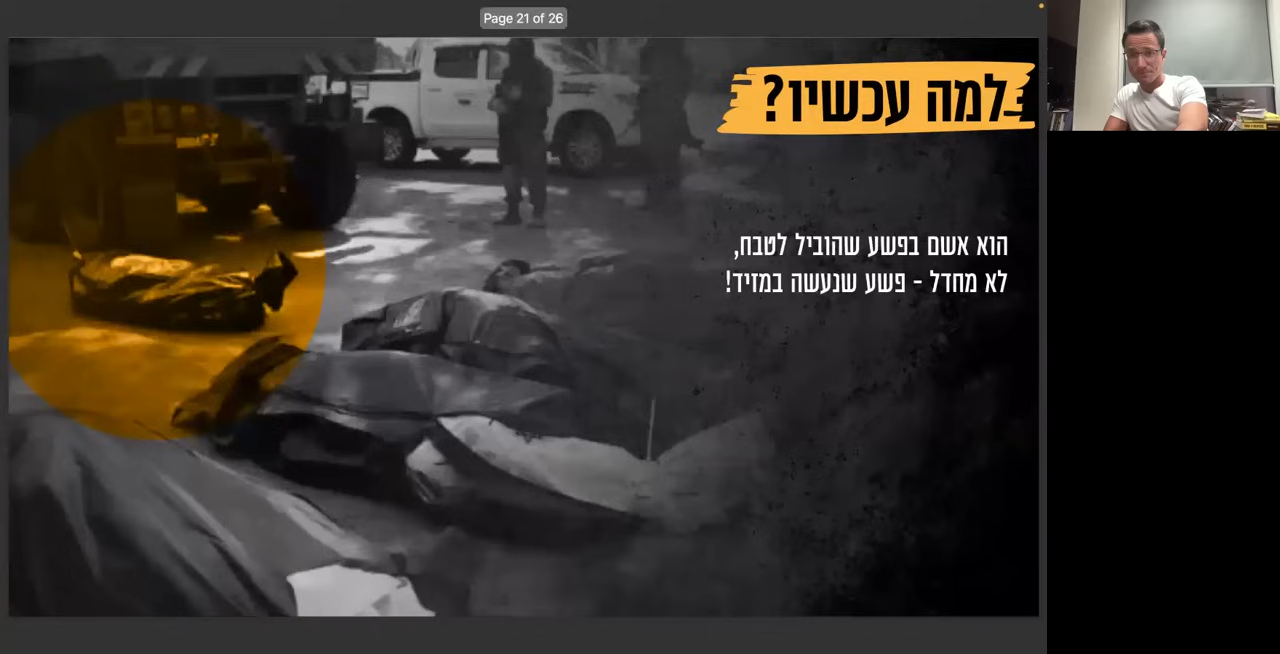 Page 21 of 26
למה עכשיו?
הוא אשם בפשע שהוביל לטבח,
לא מחדל - פשע שנעשה במזיד!